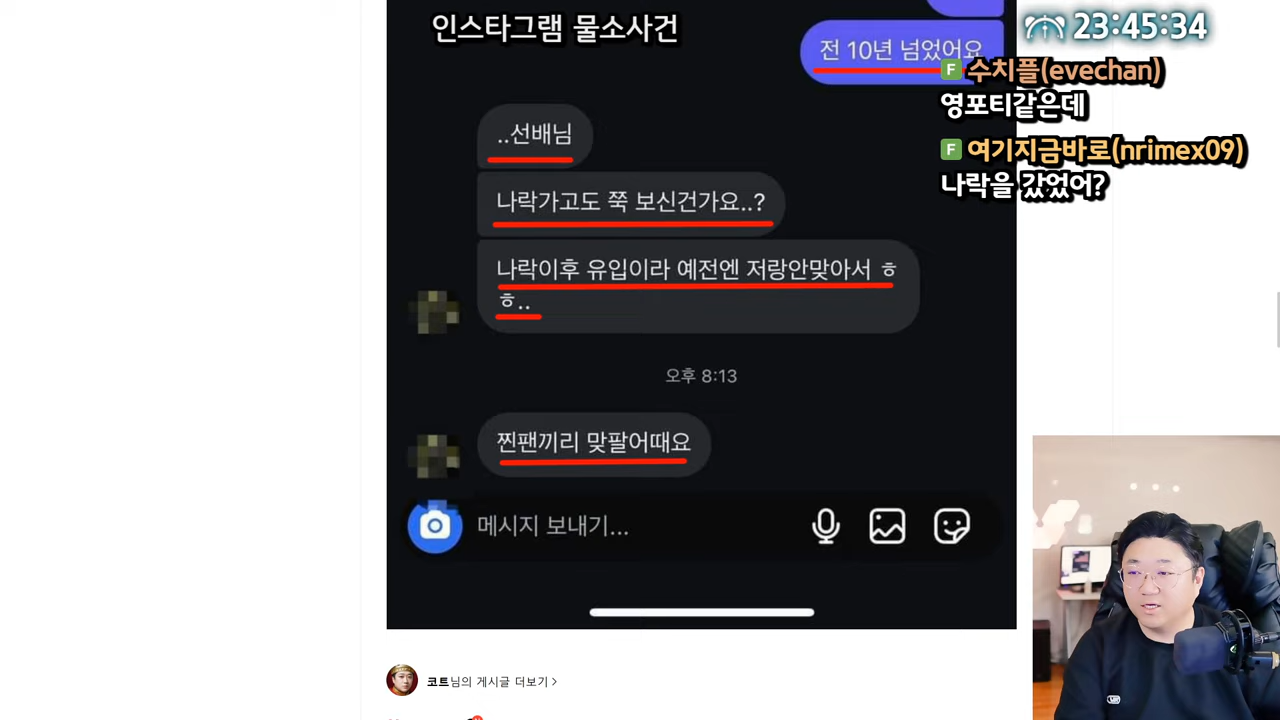 인스타그램 물소사건
23:45:34
전 10년 넘었어요
F 수치플(evechan)
영포티같은데
F 여기지금바로(nrimex09)
나락을 갔었어?
..선배님
나락가고도 쭉 보신건가요..?
나락이후 유입이라 예전엔 저랑안맞아서 ㅎ
ㅎ..
오후 8:13
찐팬끼리 맞팔어때요
메시지 보내기...
코트님의 게시글 더보기 >